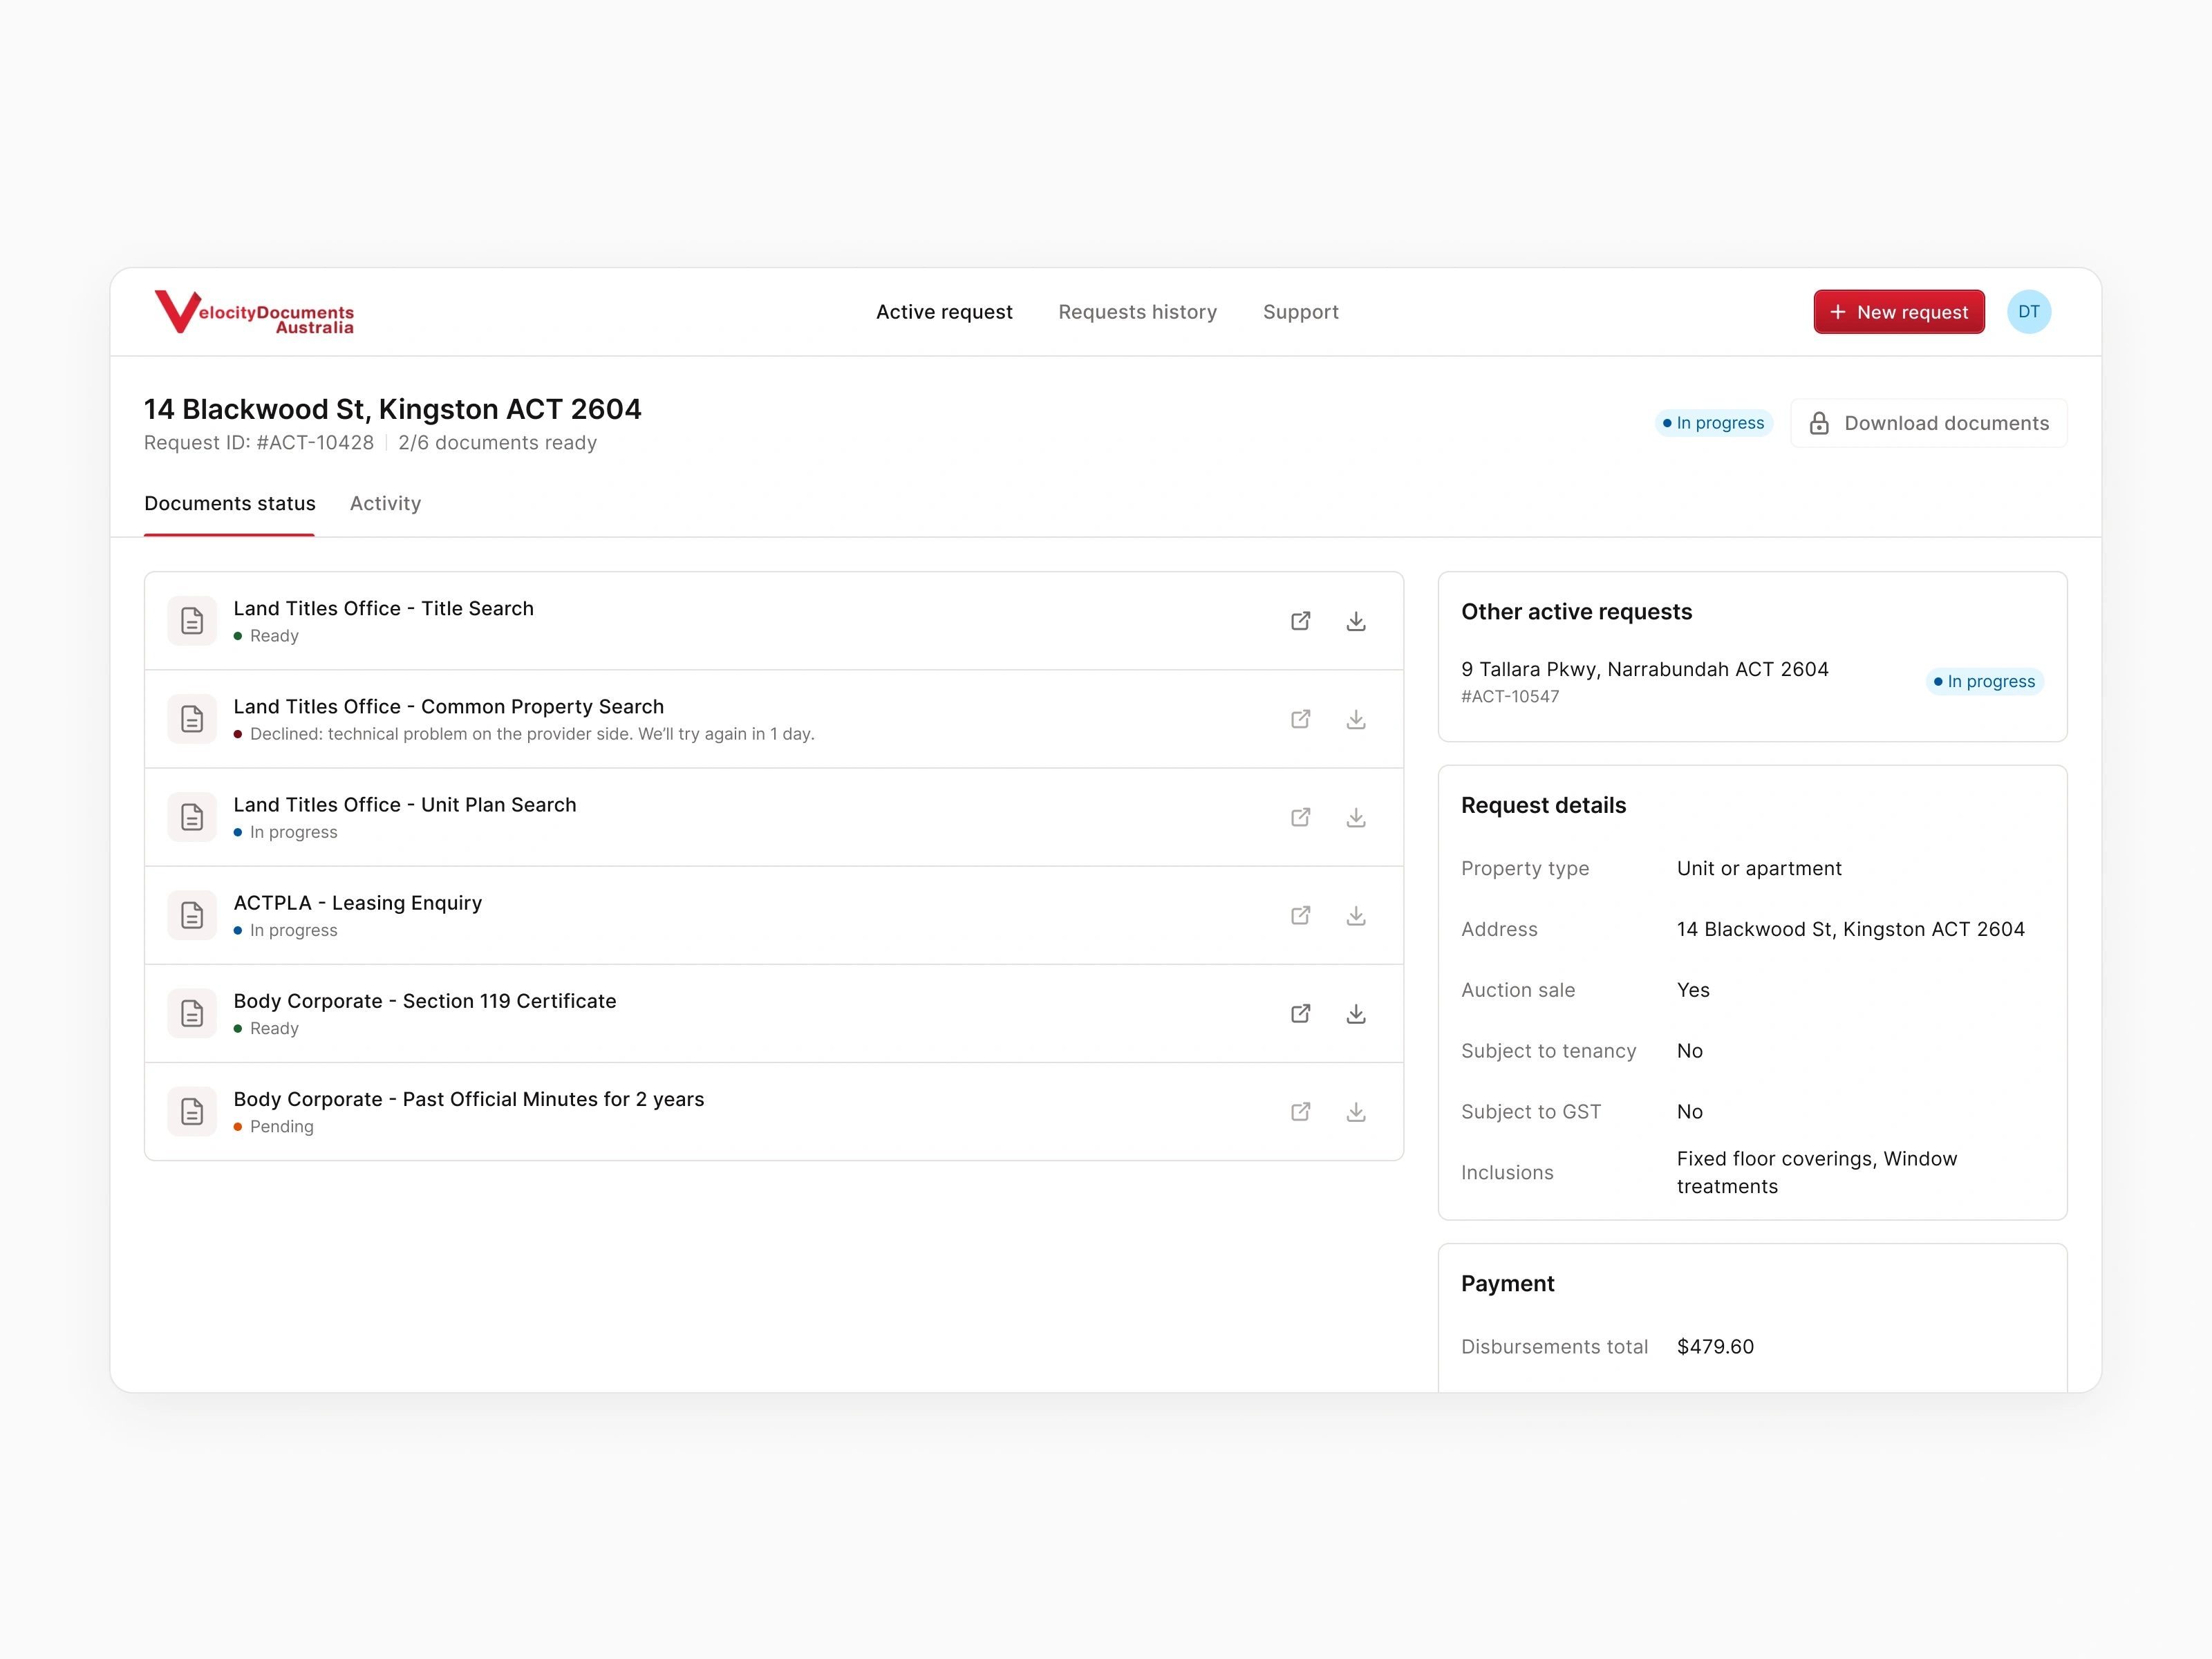 VelocityDocuments
Australia
Active request
Requests history
Support
+ New request
DT
14 Blackwood St, Kingston ACT 2604
Request ID: #ACT-10428 | 2/6 documents ready
In progress
Download documents
Documents status
Activity
Land Titles Office - Title Search
Ready
Land Titles Office - Common Property Search
Declined: technical problem on the provider side. We’ll try again in 1 day.
Land Titles Office - Unit Plan Search
In progress
ACTPLA - Leasing Enquiry
In progress
Body Corporate - Section 119 Certificate
Ready
Body Corporate - Past Official Minutes for 2 years
Pending
Other active requests
9 Tallara Pkwy, Narrabundah ACT 2604
#ACT-10547
In progress
Request details
Property type Unit or apartment
Address 14 Blackwood St, Kingston ACT 2604
Auction sale Yes
Subject to tenancy No
Subject to GST No
Inclusions Fixed floor coverings, Window
treatments
Payment
Disbursements total $479.60